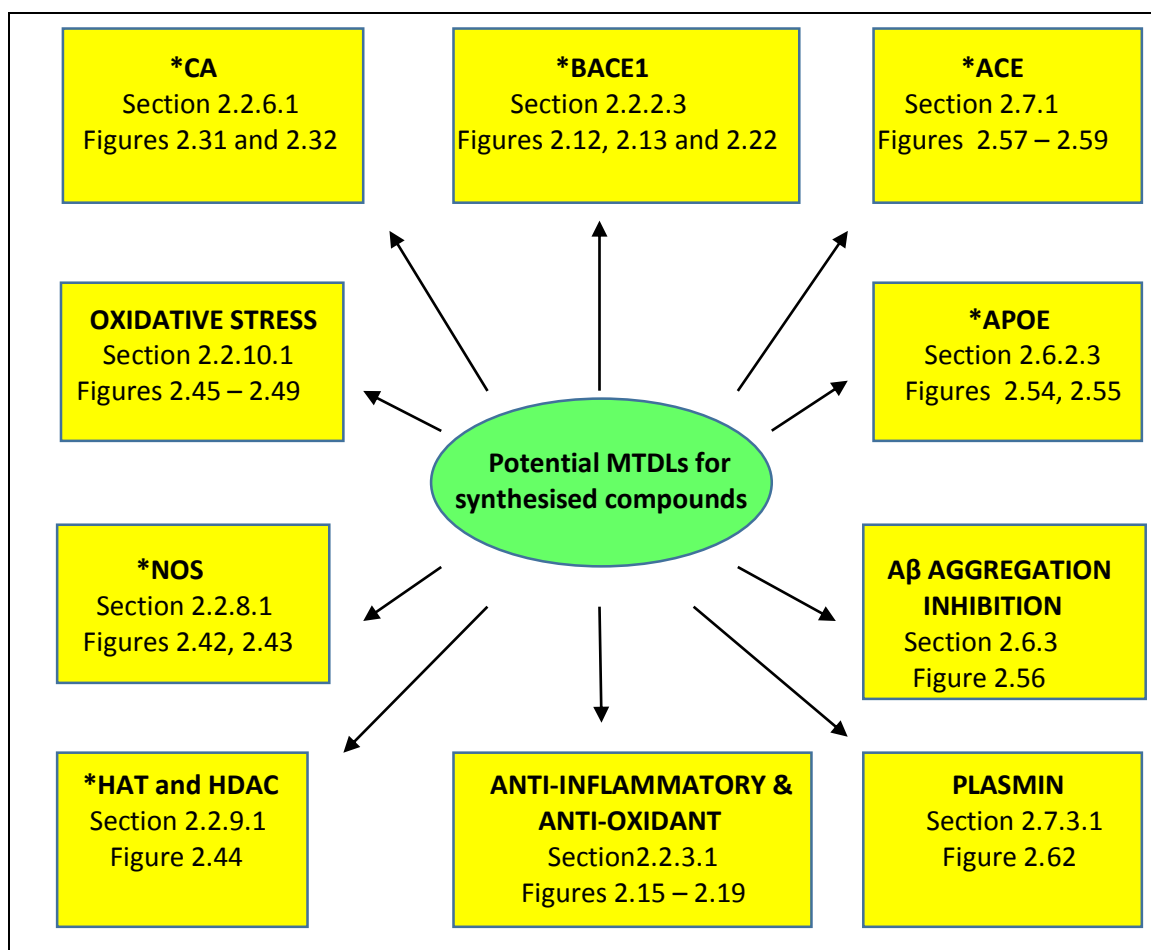 *CA
Section 2.2.6.1
Figures 2.31 and 2.32
*BACE1
Section 2.2.2.3
Figures 2.12, 2.13 and 2.22
*ACE
Section 2.7.1
Figures 2.57 – 2.59
OXIDATIVE STRESS
Section 2.2.10.1
Figures 2.45 – 2.49
*APOE
Section 2.6.2.3
Figures 2.54, 2.55
Potential MTDLs for
synthesised compounds
*NOS
Section 2.2.8.1
Figures 2.42, 2.43
Aβ AGGREGATION
INHIBITION
Section 2.6.3
Figure 2.56
*HAT and HDAC
Section 2.2.9.1
Figure 2.44
ANTI-INFLAMMATORY &
ANTI-OXIDANT
Section2.2.3.1
Figures 2.15 – 2.19
PLASMIN
Section 2.7.3.1
Figure 2.62